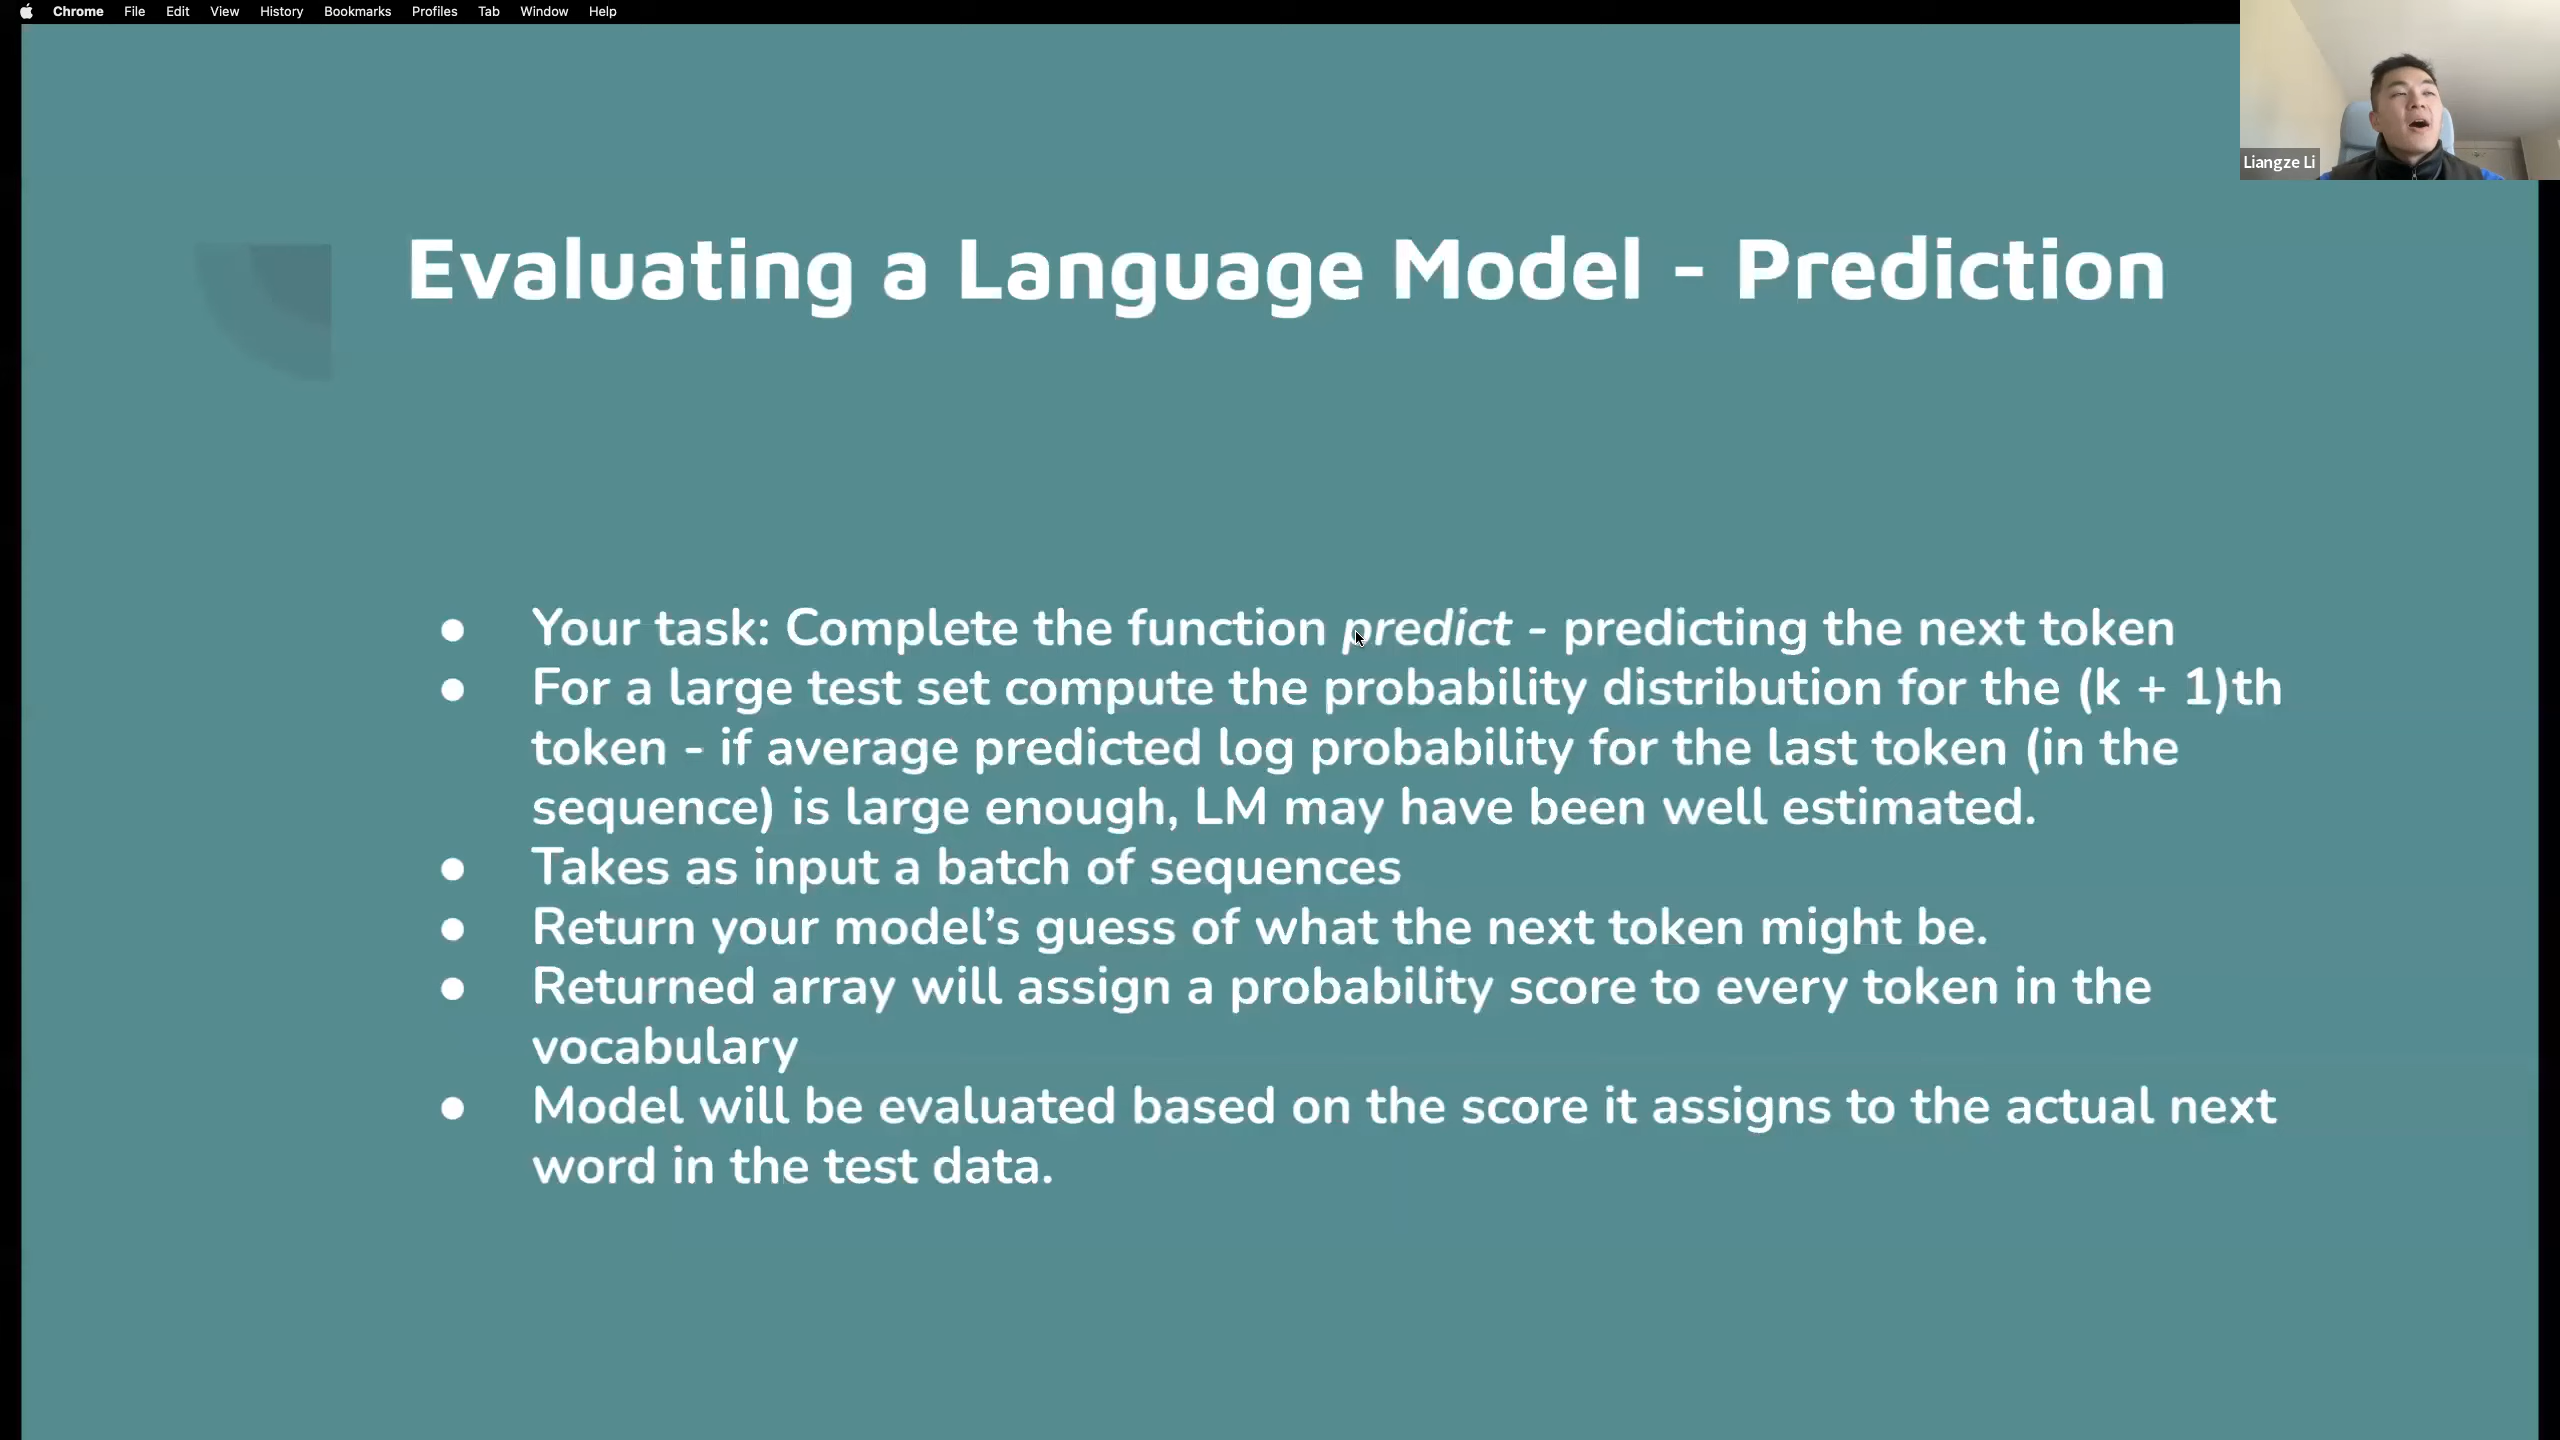 Chrome File Edit View History Bookmarks Profiles Tab Window Help
Liangze Li
Evaluating a Language Model - Prediction
● Your task: Complete the function predict - predicting the next token
● For a large test set compute the probability distribution for the (k + 1)th
token - if average predicted log probability for the last token (in the
sequence) is large enough, LM may have been well estimated.
● Takes as input a batch of sequences
● Return your model’s guess of what the next token might be.
● Returned array will assign a probability score to every token in the
vocabulary
● Model will be evaluated based on the score it assigns to the actual next
word in the test data.